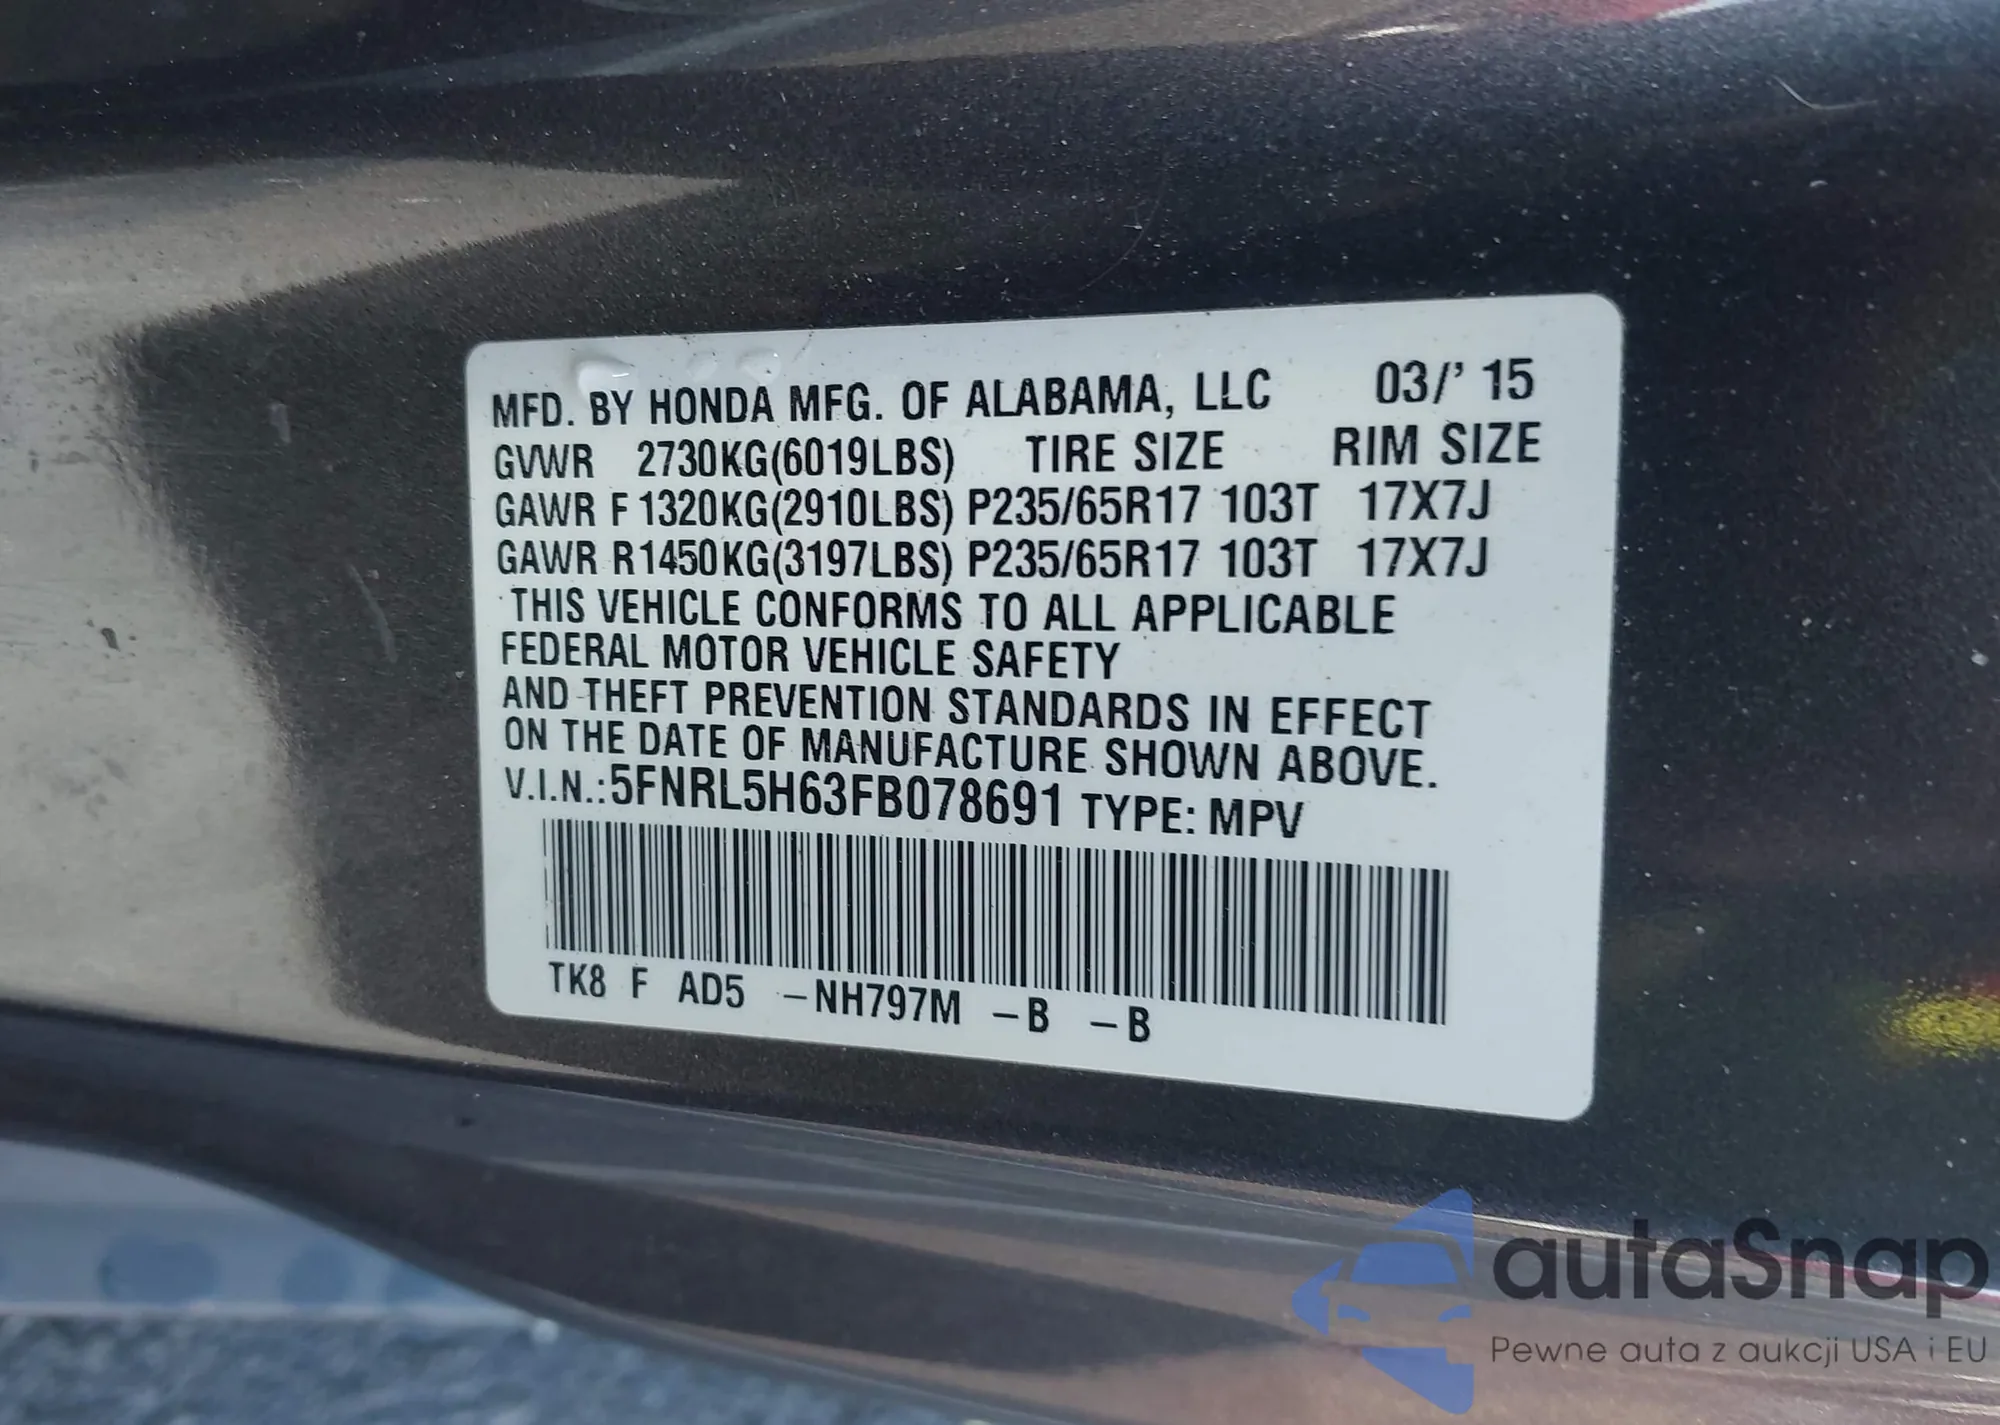 MFD. BY HONDA MFG. OF ALABAMA, LLC 03/' 15
GVWR 2730KG(6019LBS) TIRE SIZE RIM SIZE
GAWR F 1320KG(2910LBS) P235/65R17 103T 17X7J
GAWR R1450KG(3197LBS) P235/65R17 103T 17X7J
THIS VEHICLE CONFORMS TO ALL APPLICABLE
FEDERAL MOTOR VEHICLE SAFETY
AND THEFT PREVENTION STANDARDS IN EFFECT
ON THE DATE OF MANUFACTURE SHOWN ABOVE.
V.I.N.:5FNRL5H63FB078691 TYPE: MPV
TK8 F AD5 –NH797M –B –B
autaSnap
Pewne auta z aukcji USA i EU